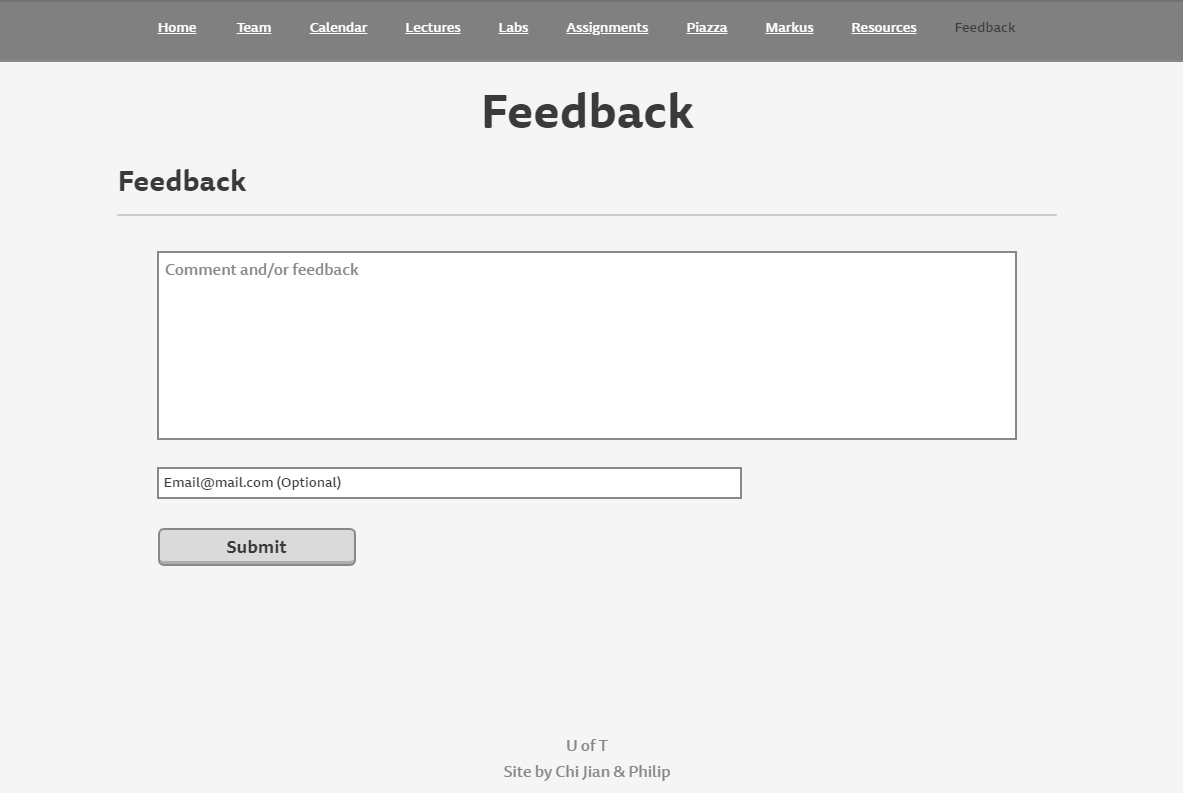 Home Team Calendar Lectures Labs Assignments Piazza Markus Resources Feedback
Feedback
Feedback
Comment and/or feedback
Email@mail.com (Optional)
Submit
U of T
Site by Chi Jian & Philip